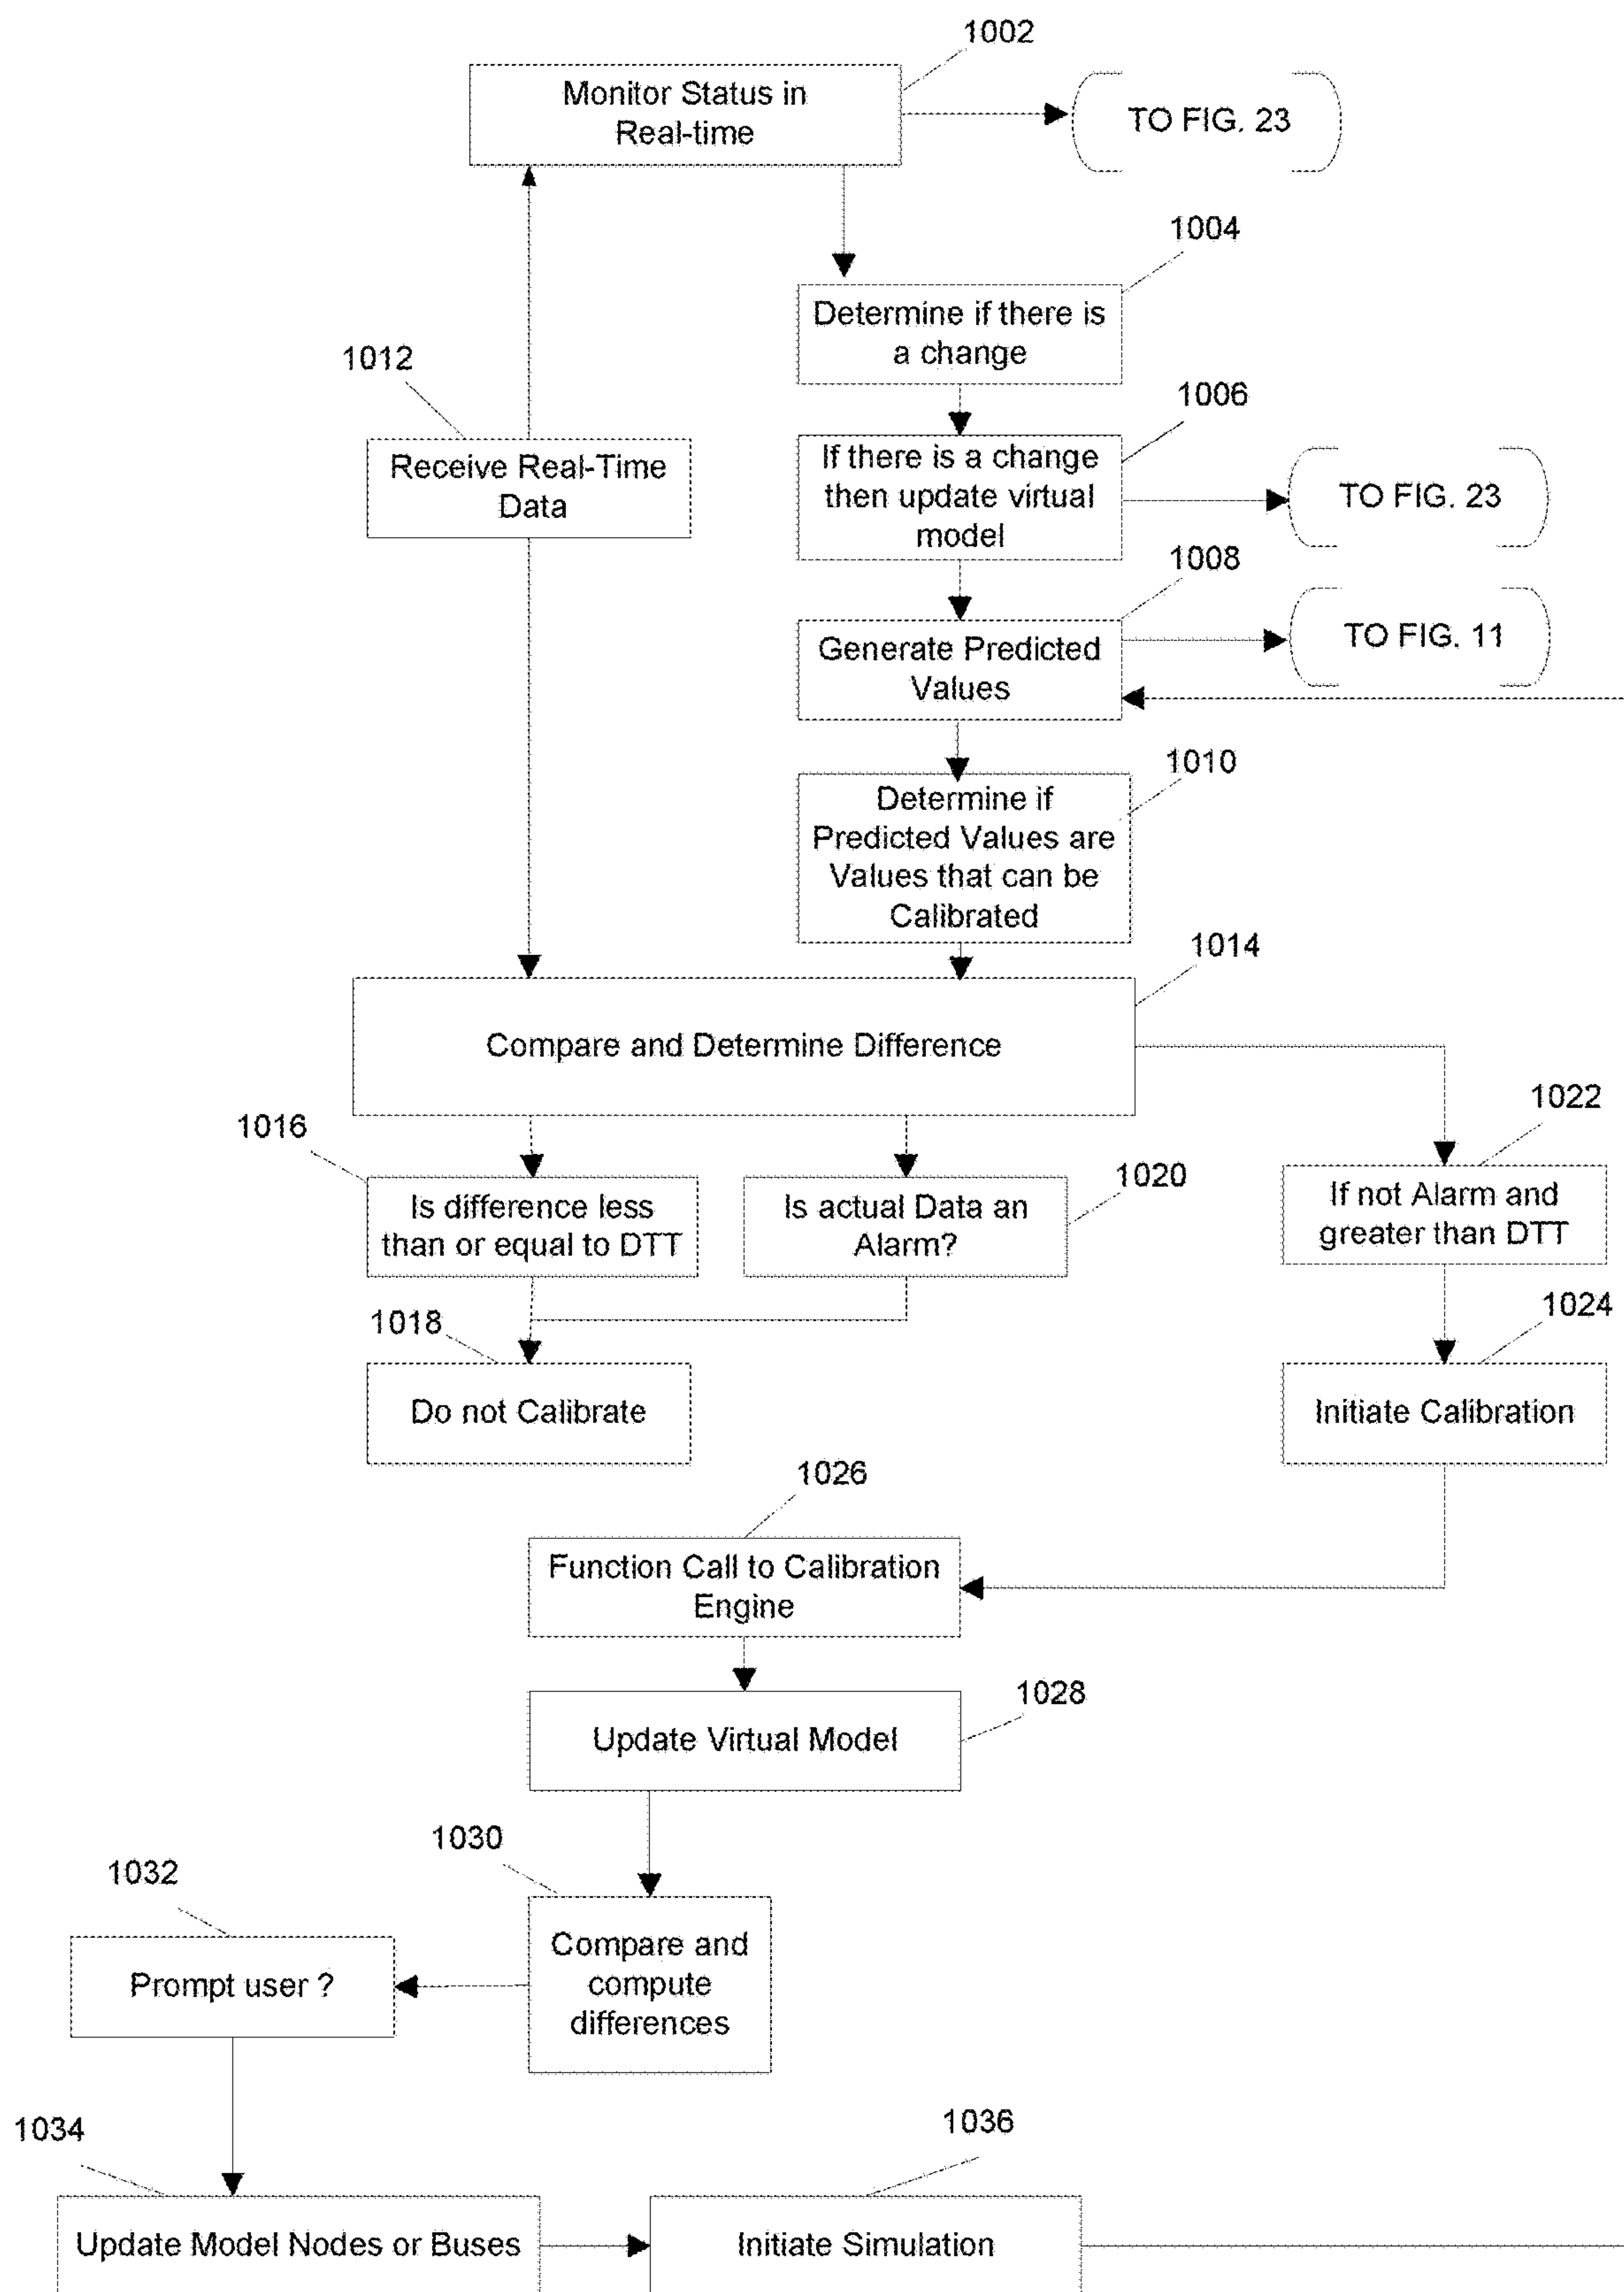 1002
Monitor Status in
Real-time
TO FIG. 23
1004
Determine if there is
a change
1012
Receive Real-Time
Data
1006
If there is a change
then update virtual
model
TO FIG. 23
1008
Generate Predicted
Values
TO FIG. 11
1010
Determine if
Predicted Values are
Values that can be
Calibrated
1014
Compare and Determine Difference
1016
Is difference less
than or equal to DTT
1020
Is actual Data an
Alarm?
1022
If not Alarm and
greater than DTT
1018
Do not Calibrate
1024
Initiate Calibration
1026
Function Call to Calibration
Engine
1028
Update Virtual Model
1030
Compare and
compute
differences
1032
Prompt user ?
1034
Update Model Nodes or Buses
1036
Initiate Simulation